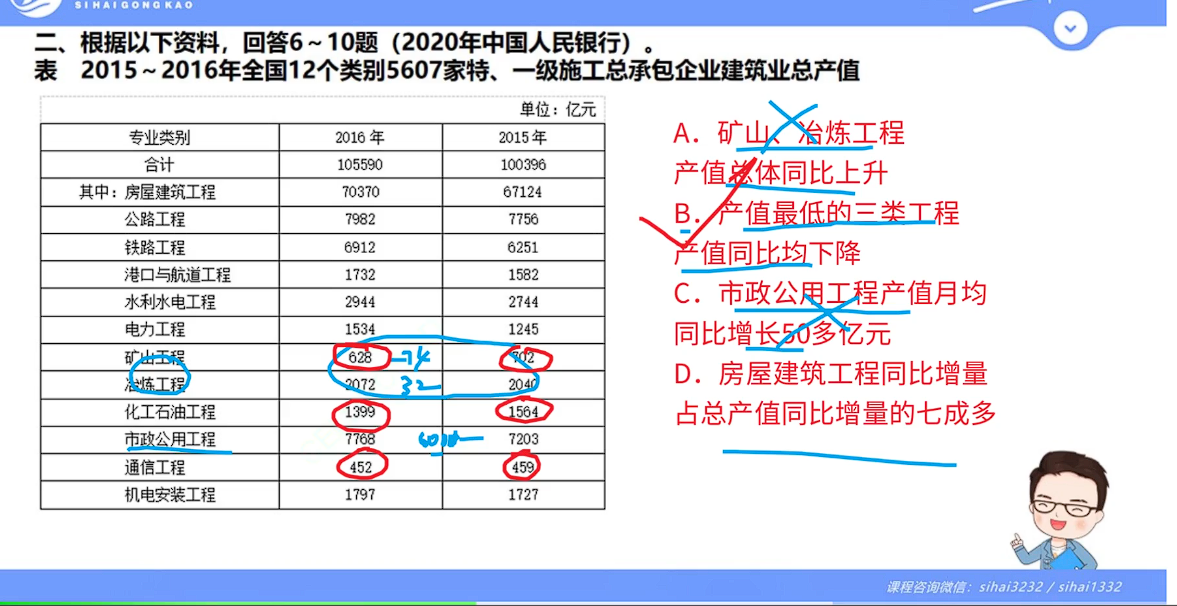 SIHAIGONGKAO
二、根据以下资料，回答6～10题（2020年中国人民银行）。
表 2015～2016年全国12个类别5607家特、一级施工总承包企业建筑业总产值
单位：亿元
专业类别 2016年 2015年
合计 105590 100396
其中：房屋建筑工程 70370 67124
公路工程 7982 7756
铁路工程 6912 6251
港口与航道工程 1732 1582
水利水电工程 2944 2744
电力工程 1534 1245
矿山工程 628 74 702
冶炼工程 2072 32 2040
化工石油工程 1399 1564
市政公用工程 7768 7203
通信工程 452 459
机电安装工程 1797 1727
A．矿山、冶炼工程
产值总体同比上升
B．产值最低的三类工程
产值同比均下降
C．市政公用工程产值月均
同比增长50多亿元
D．房屋建筑工程同比增量
占总产值同比增量的七成多
课程咨询微信：sihai3232 / sihai1332